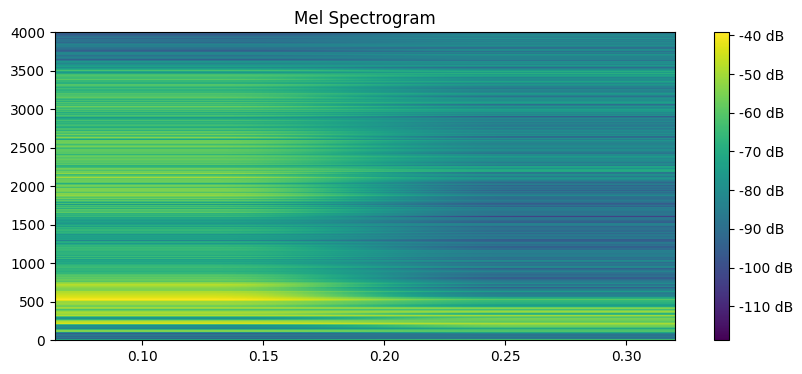 Mel Spectrogram
4000
3500
3000
2500
2000
1500
1000
500
0
0.10 0.15 0.20 0.25 0.30
-40 dB
-50 dB
-60 dB
-70 dB
-80 dB
-90 dB
-100 dB
-110 dB